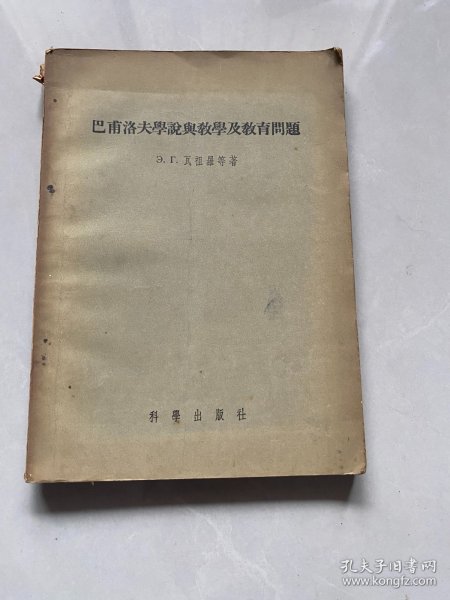 巴甫洛夫學說與教學及教育問題
Э. Г. 瓦祖羅等著
科學出版社
孔夫子旧书网
www.kongfz.com